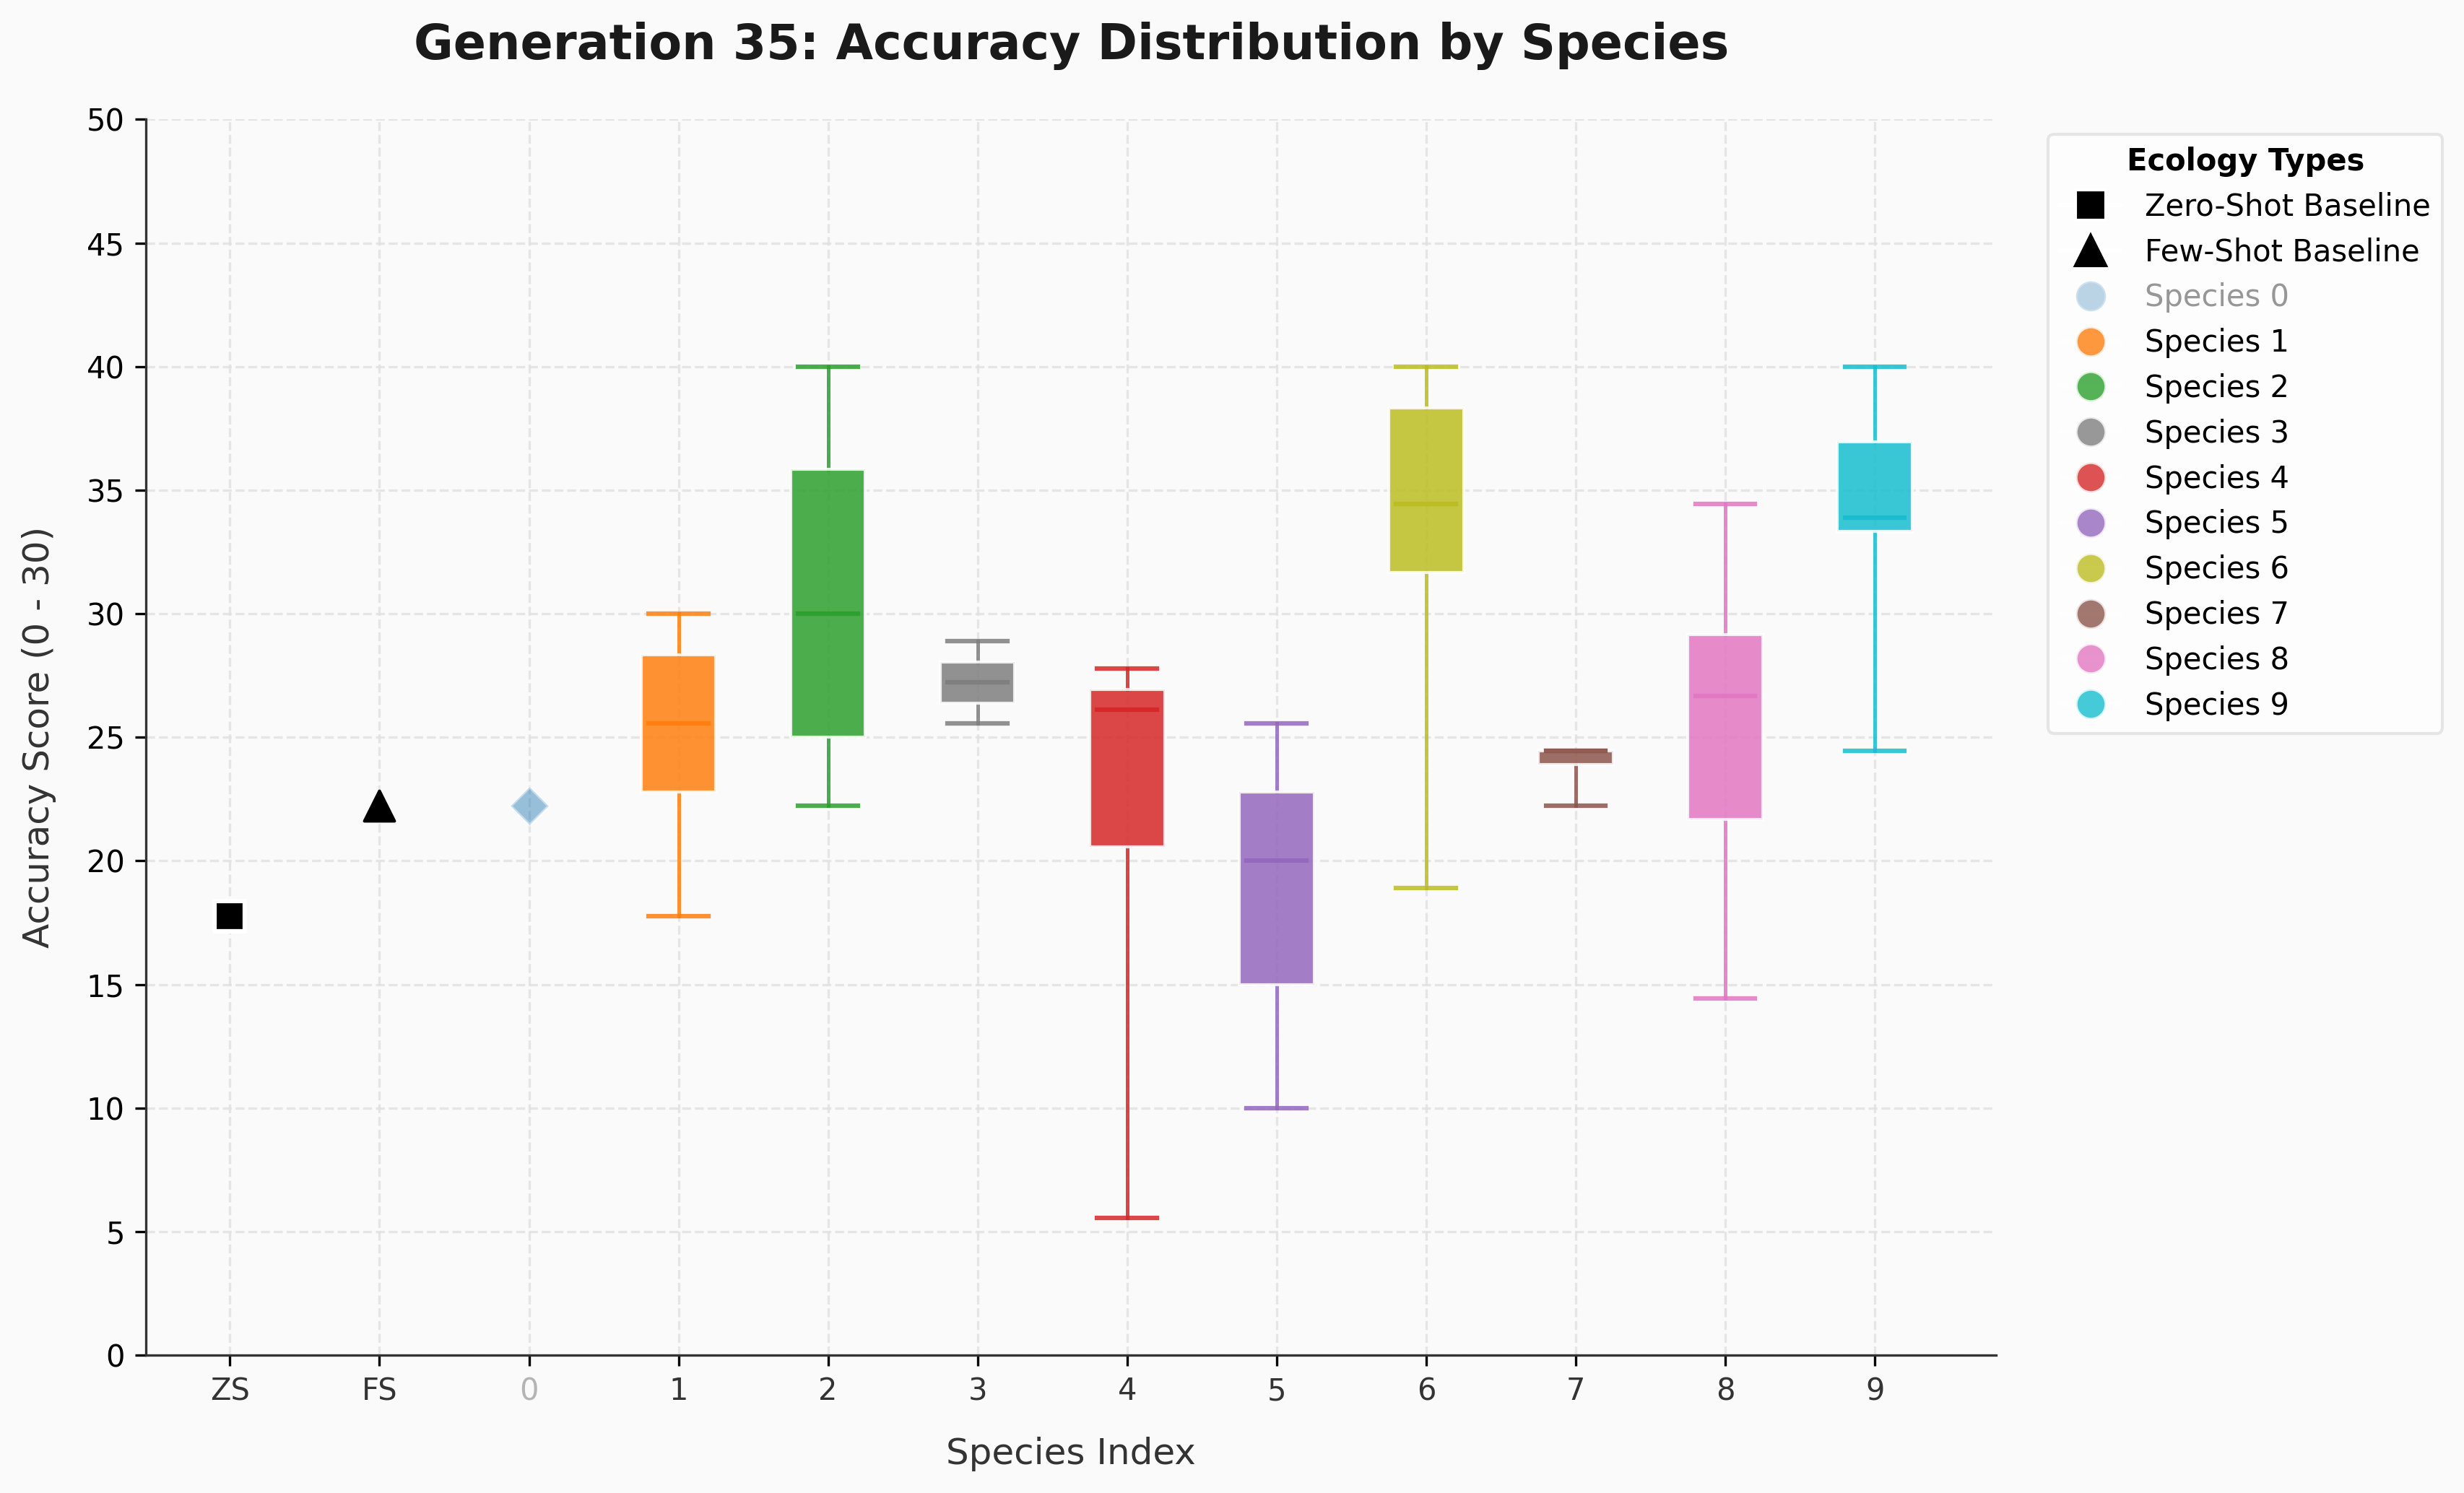 Generation 35: Accuracy Distribution by Species
50
45
40
35
30
25
20
15
10
5
0
Accuracy Score (0 - 30)
ZS FS 0 1 2 3 4 5 6 7 8 9
Species Index
Ecology Types
Zero-Shot Baseline
Few-Shot Baseline
Species 0
Species 1
Species 2
Species 3
Species 4
Species 5
Species 6
Species 7
Species 8
Species 9